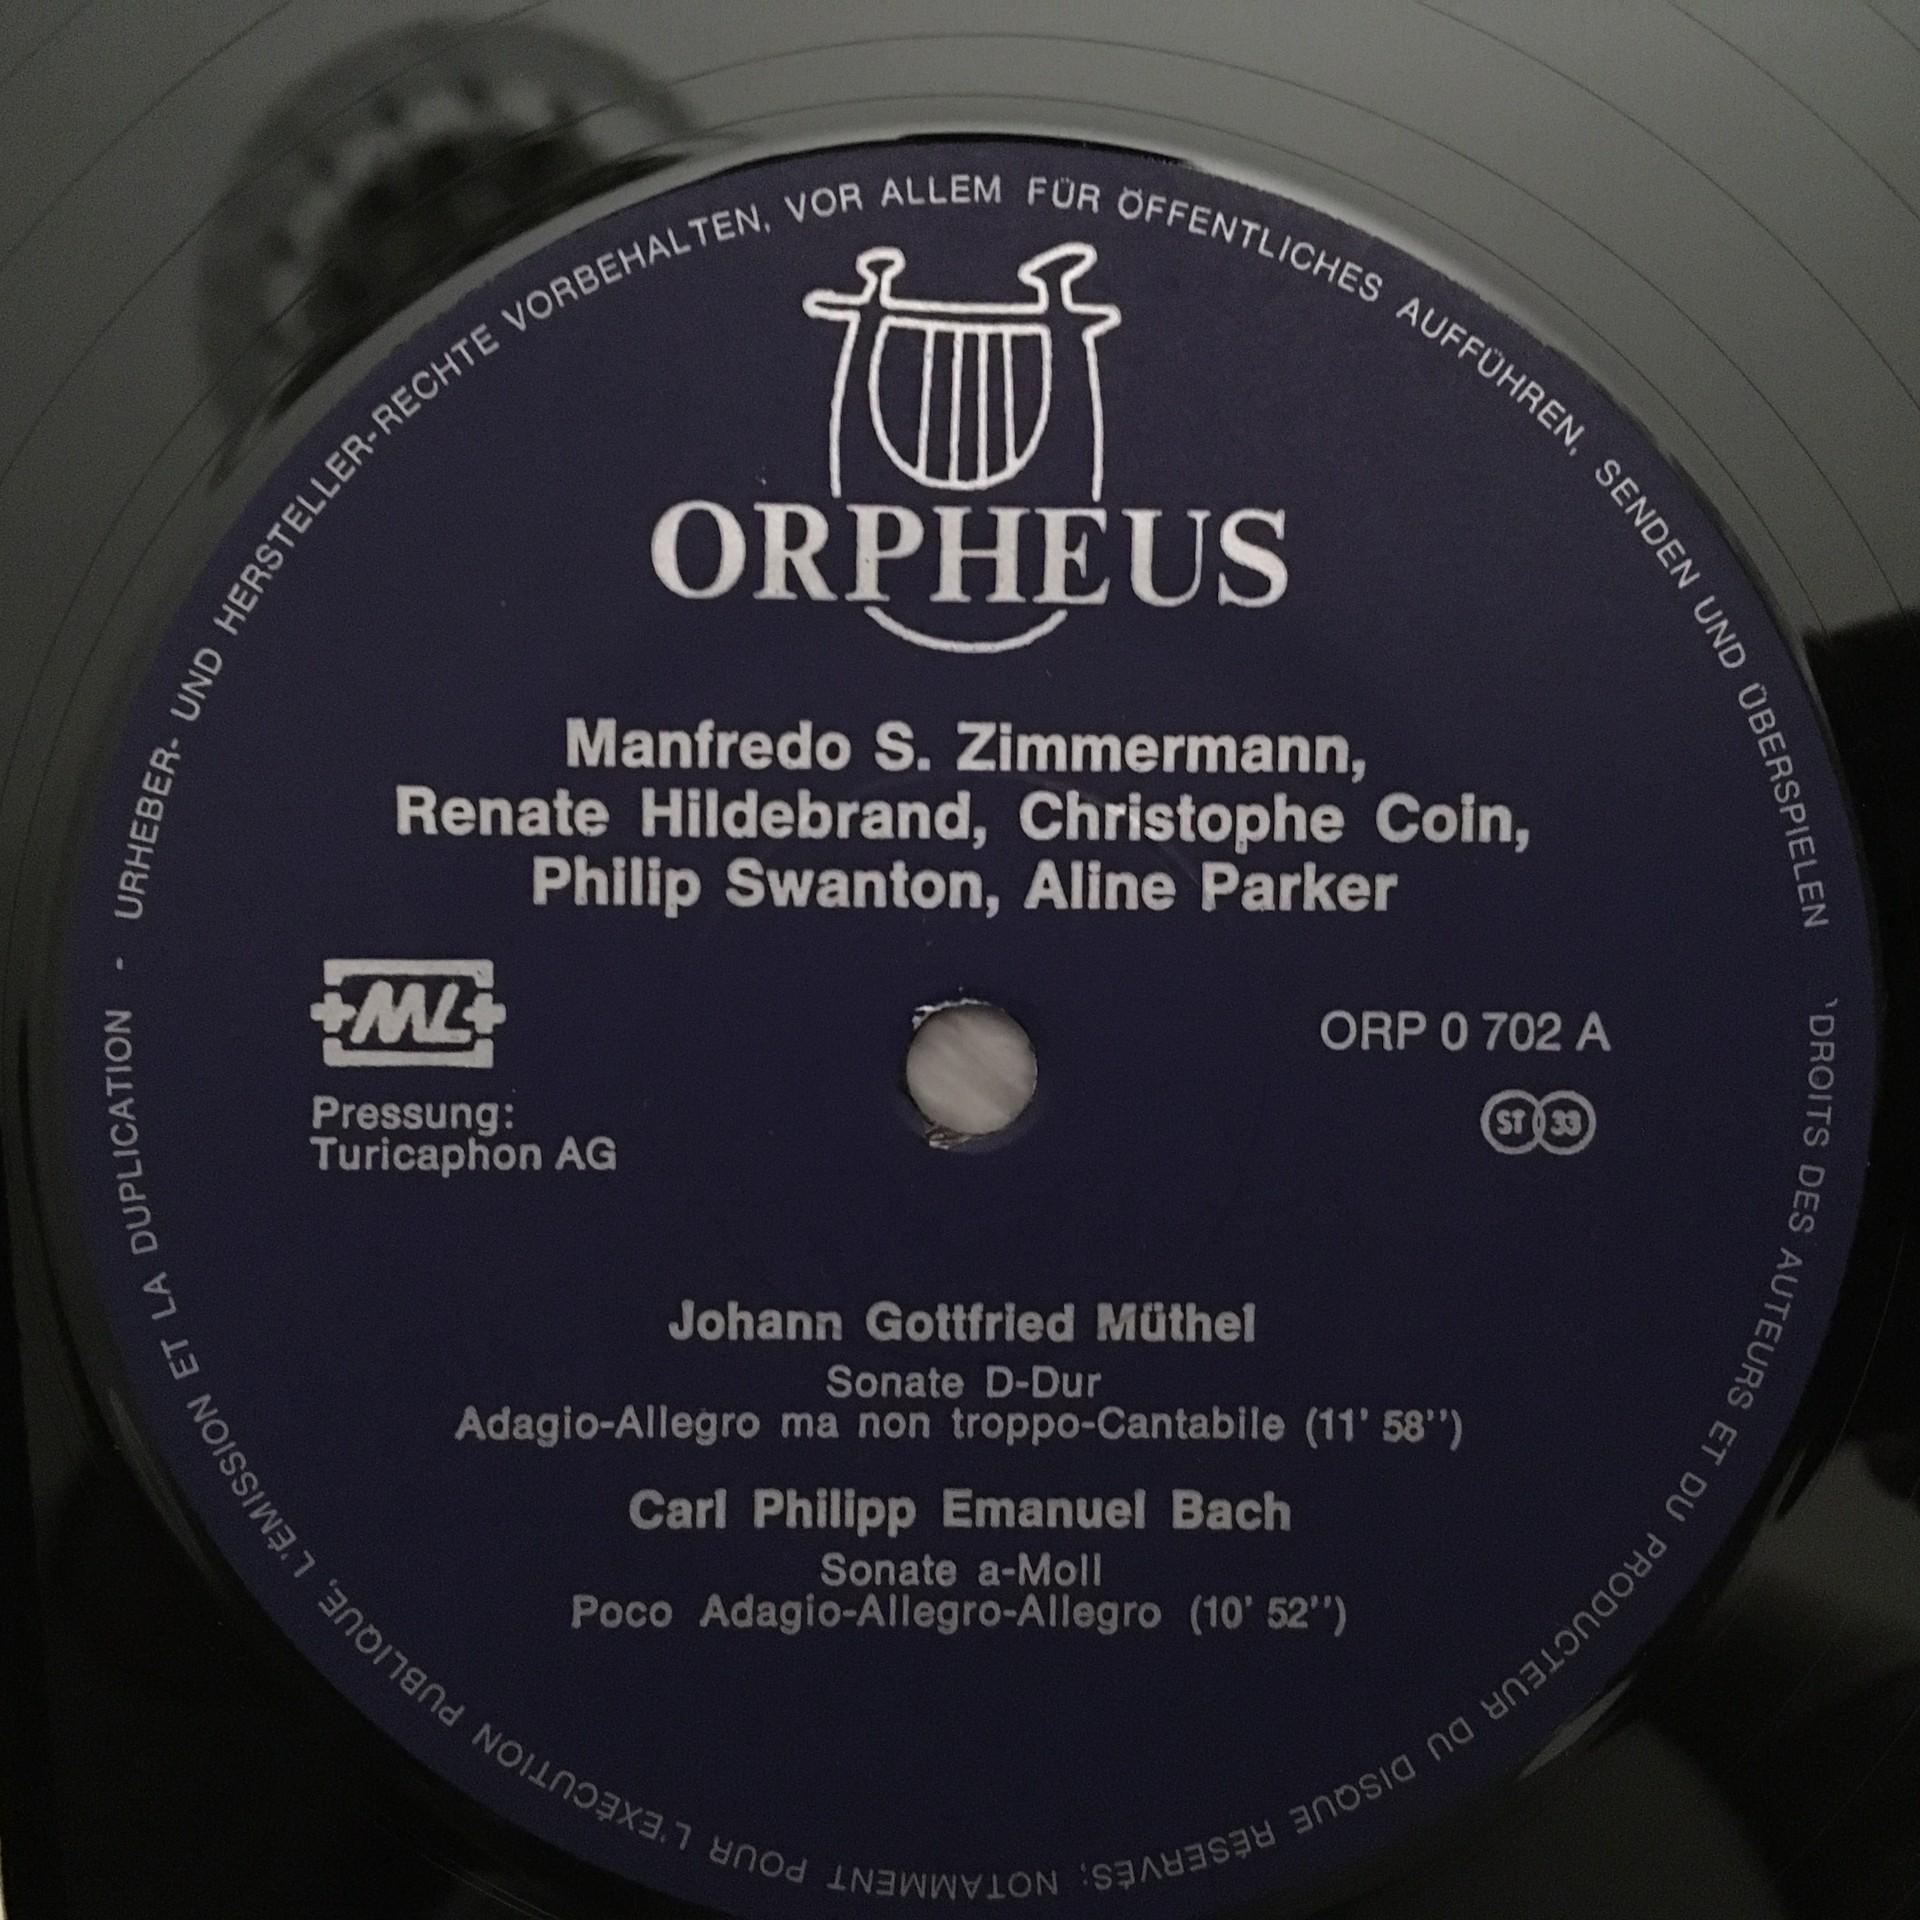 URHEBER- UND HERSTELLER-RECHTE VORBEHALTEN, VOR ALLEM FÜR ÖFFENTLICHES AUFFÜHREN, SENDEN UND ÜBERSPIELEN
ORPHEUS
Manfredo S. Zimmermann,
Renate Hildebrand, Christophe Coin,
Philip Swanton, Aline Parker
ML
Pressung:
Turicaphon AG
ORP 0 702 A
ST 33
Johann Gottfried Müthel
Sonate D-Dur
Adagio-Allegro ma non troppo-Cantabile (11' 58'')
Carl Philipp Emanuel Bach
Sonate a-Moll
Poco Adagio-Allegro-Allegro (10' 52'')
DROITS DES AUTEURS ET DU PRODUCTEUR DU DISQUE RÉSERVÉS; NOTAMMENT POUR L'EXÉCUTION PUBLIQUE, L'ÉMISSION ET LA DUPLICATION -